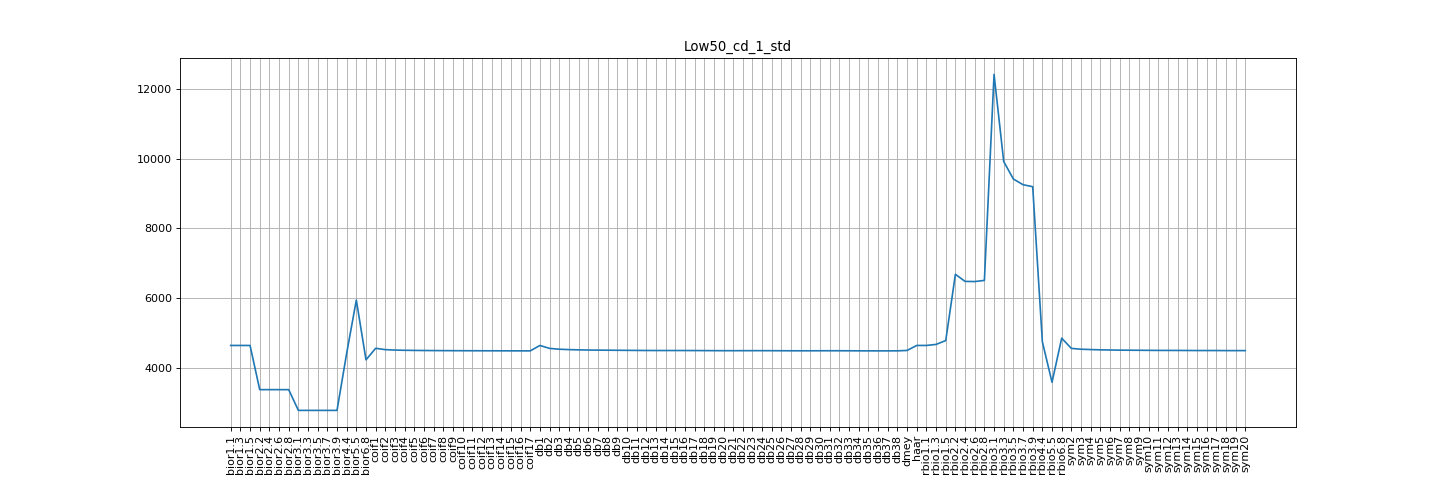 Low50_cd_1_std
12000
10000
8000
6000
4000
bior1.1
bior1.3
bior1.5
bior2.2
bior2.4
bior2.6
bior2.8
bior3.1
bior3.3
bior3.5
bior3.7
bior3.9
bior4.4
bior5.5
bior6.8
coif1
coif2
coif3
coif4
coif5
coif6
coif7
coif8
coif9
coif10
coif11
coif12
coif13
coif14
coif15
coif16
coif17
db1
db2
db3
db4
db5
db6
db7
db8
db9
db10
db11
db12
db13
db14
db15
db16
db17
db18
db19
db20
db21
db22
db23
db24
db25
db26
db27
db28
db29
db30
db31
db32
db33
db34
db35
db36
db37
db38
dmey
haar
rbio1.1
rbio1.3
rbio1.5
rbio2.2
rbio2.4
rbio2.6
rbio2.8
rbio3.1
rbio3.3
rbio3.5
rbio3.7
rbio3.9
rbio4.4
rbio5.5
rbio6.8
sym2
sym3
sym4
sym5
sym6
sym7
sym8
sym9
sym10
sym11
sym12
sym13
sym14
sym15
sym16
sym17
sym18
sym19
sym20